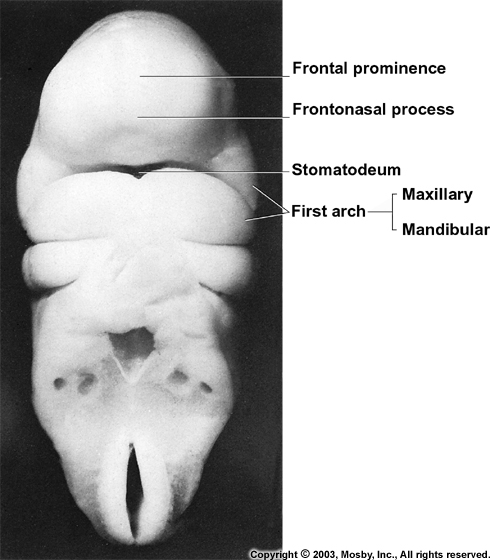 Frontal prominence
Frontonasal process
Stomatodeum
Maxillary
First arch
Mandibular
Copyright © 2003, Mosby, Inc., All rights reserved.